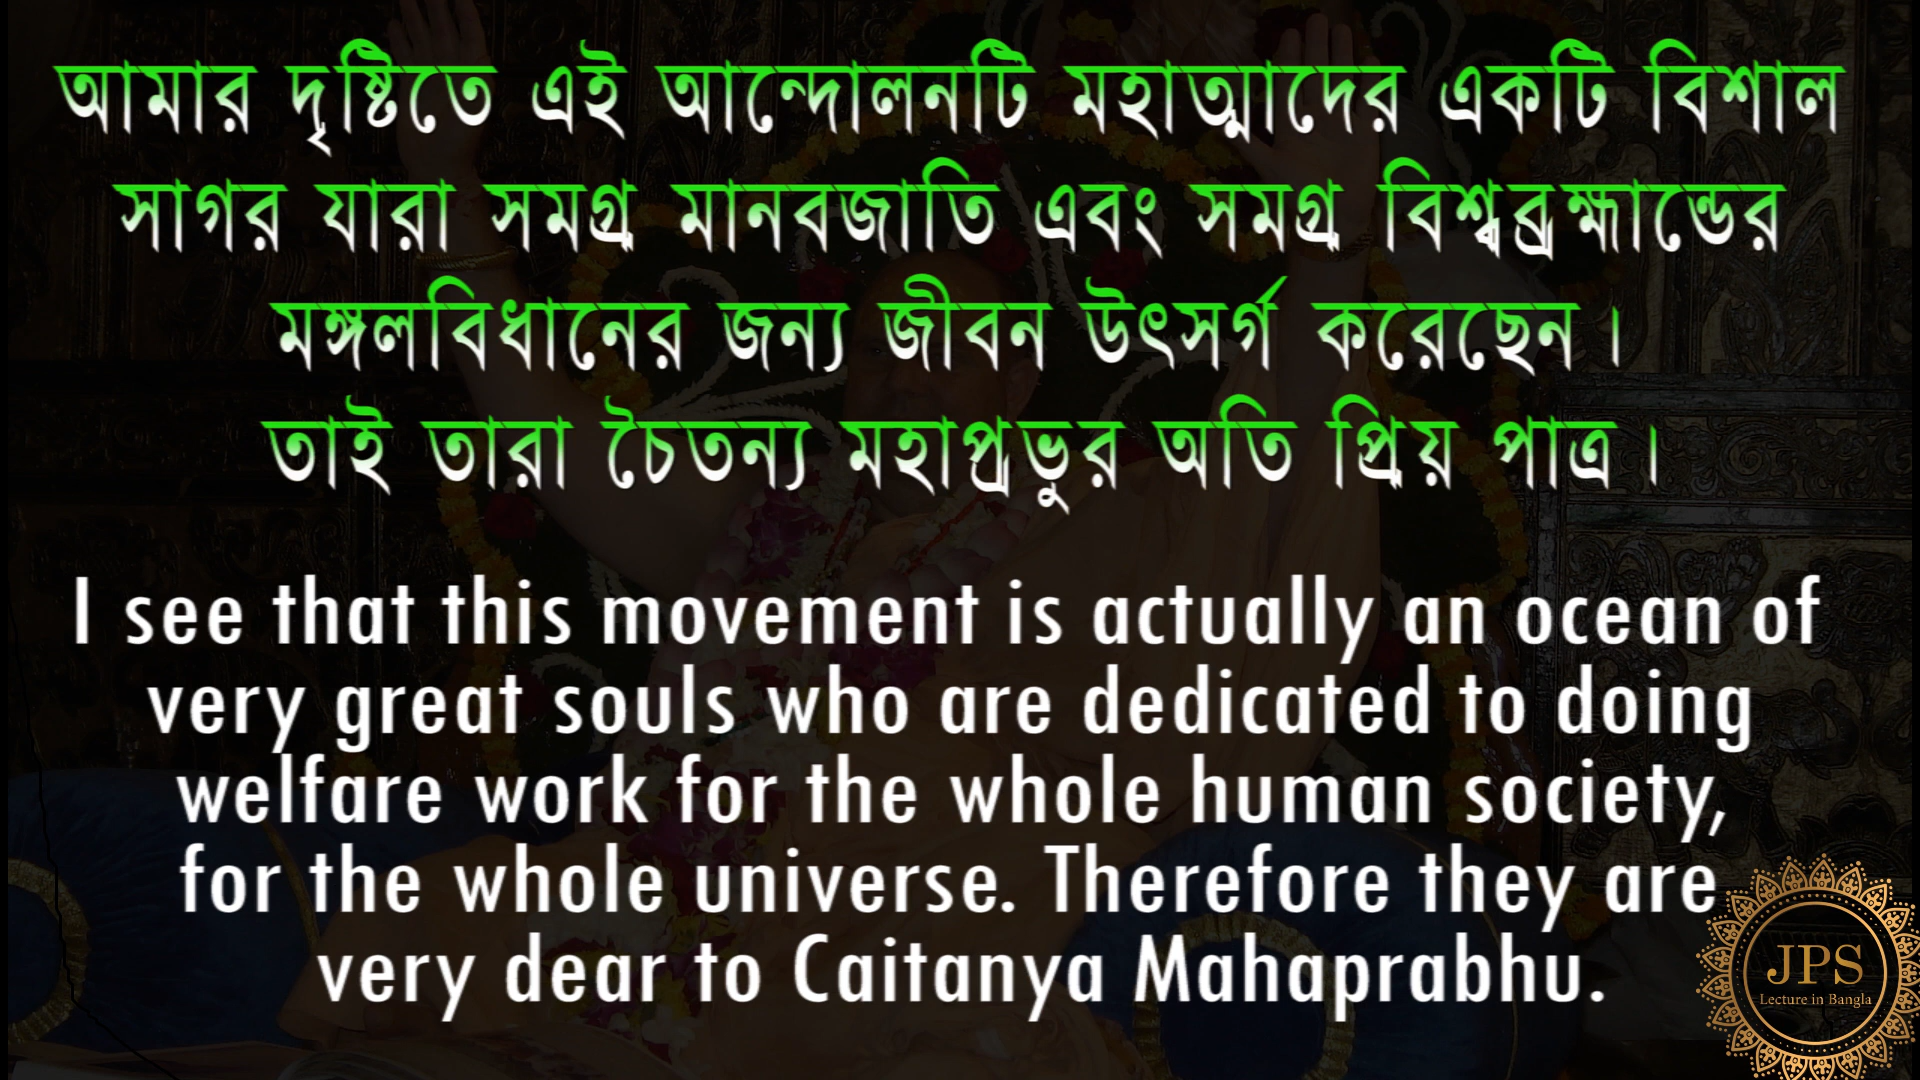 আমার দৃষ্টিতে এই আন্দোলনটি মহাত্মাদের একটি বিশাল
সাগর যারা সমগ্র মানবজাতি এবং সমগ্র বিশ্বব্রহ্মান্ডের
মঙ্গলবিধানের জন্য জীবন উৎসর্গ করেছেন।
তাই তারা চৈতন্য মহাপ্রভুর অতি প্রিয় পাত্র।
I see that this movement is actually an ocean of
very great souls who are dedicated to doing
welfare work for the whole human society,
for the whole universe. Therefore they are
very dear to Caitanya Mahaprabhu.
JPS
Lecture in Bangla